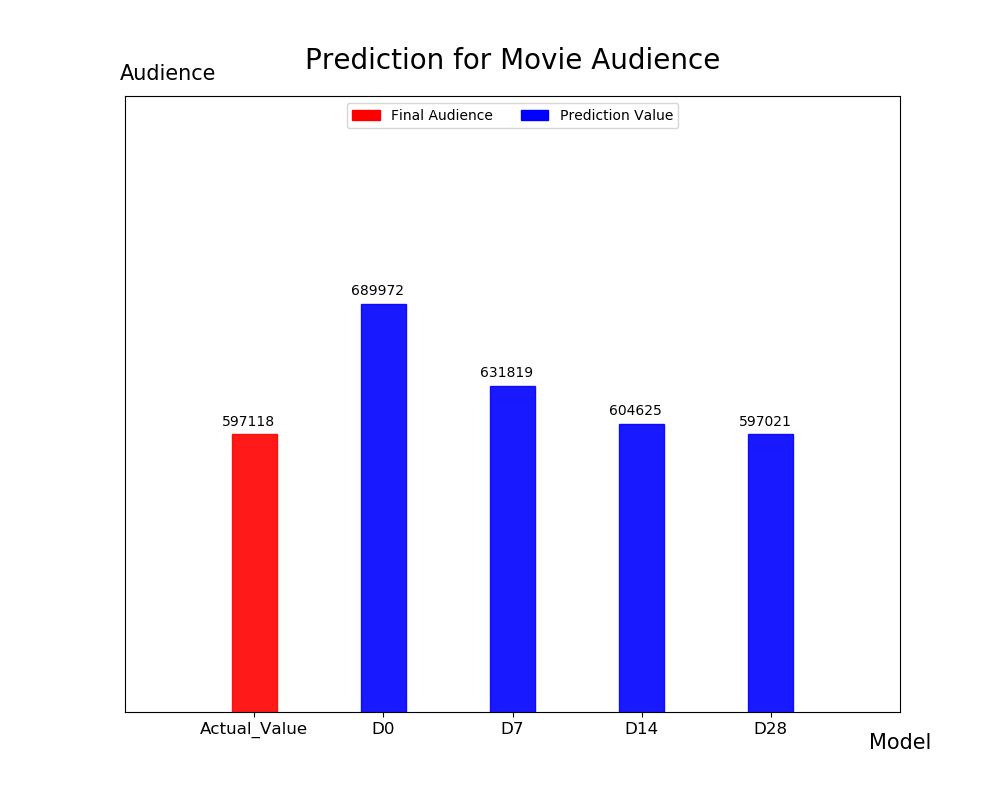 Prediction for Movie Audience
Audience
Final Audience Prediction Value
689972
631819
604625
597118
597021
Actual_Value D0 D7 D14 D28
Model